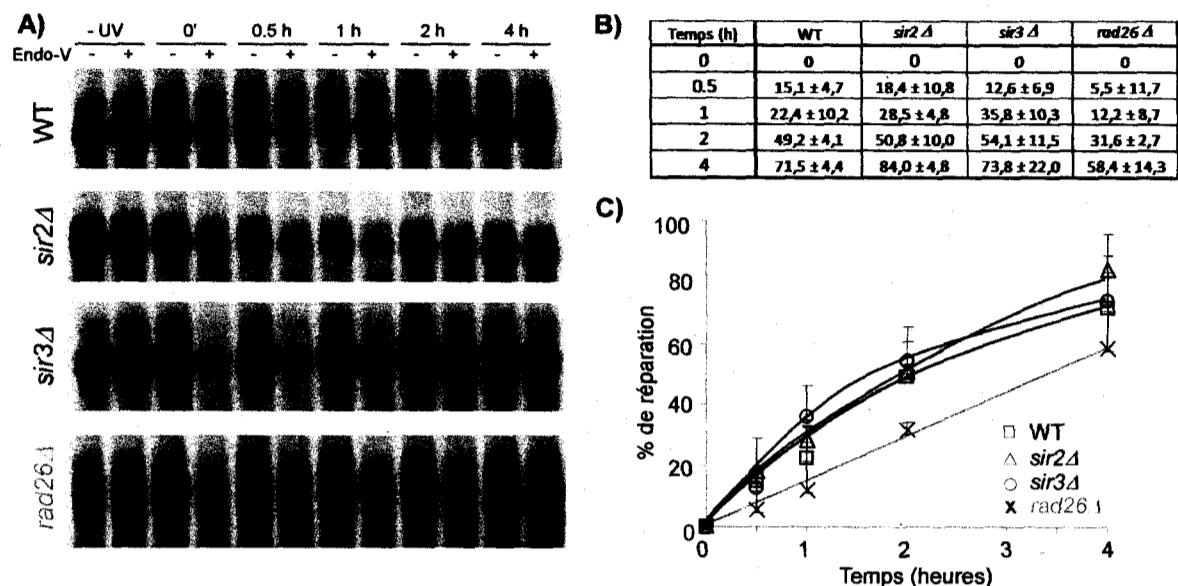 A)
- UV 0' 0.5 h 1 h 2 h 4 h
Endo-V - + - + - + - + - + - +
WT
sir2Δ
sir3Δ
rad26Δ
B)
Temps (h) WT sir2Δ sir3Δ rad26Δ
0 0 0 0 0
0.5 15,1 ± 4,7 18,4 ± 10,8 12,6 ± 6,9 5,5 ± 11,7
1 22,4 ± 10,2 28,5 ± 4,8 35,8 ± 10,3 12,2 ± 8,7
2 49,2 ± 4,1 50,8 ± 10,0 54,1 ± 11,5 31,6 ± 2,7
4 71,5 ± 4,4 84,0 ± 4,8 73,8 ± 22,0 58,4 ± 14,3
C)
% de réparation
100
80
60
40
20
0
WT
sir2Δ
sir3Δ
rad26Δ
0 1 2 3 4
Temps (heures)